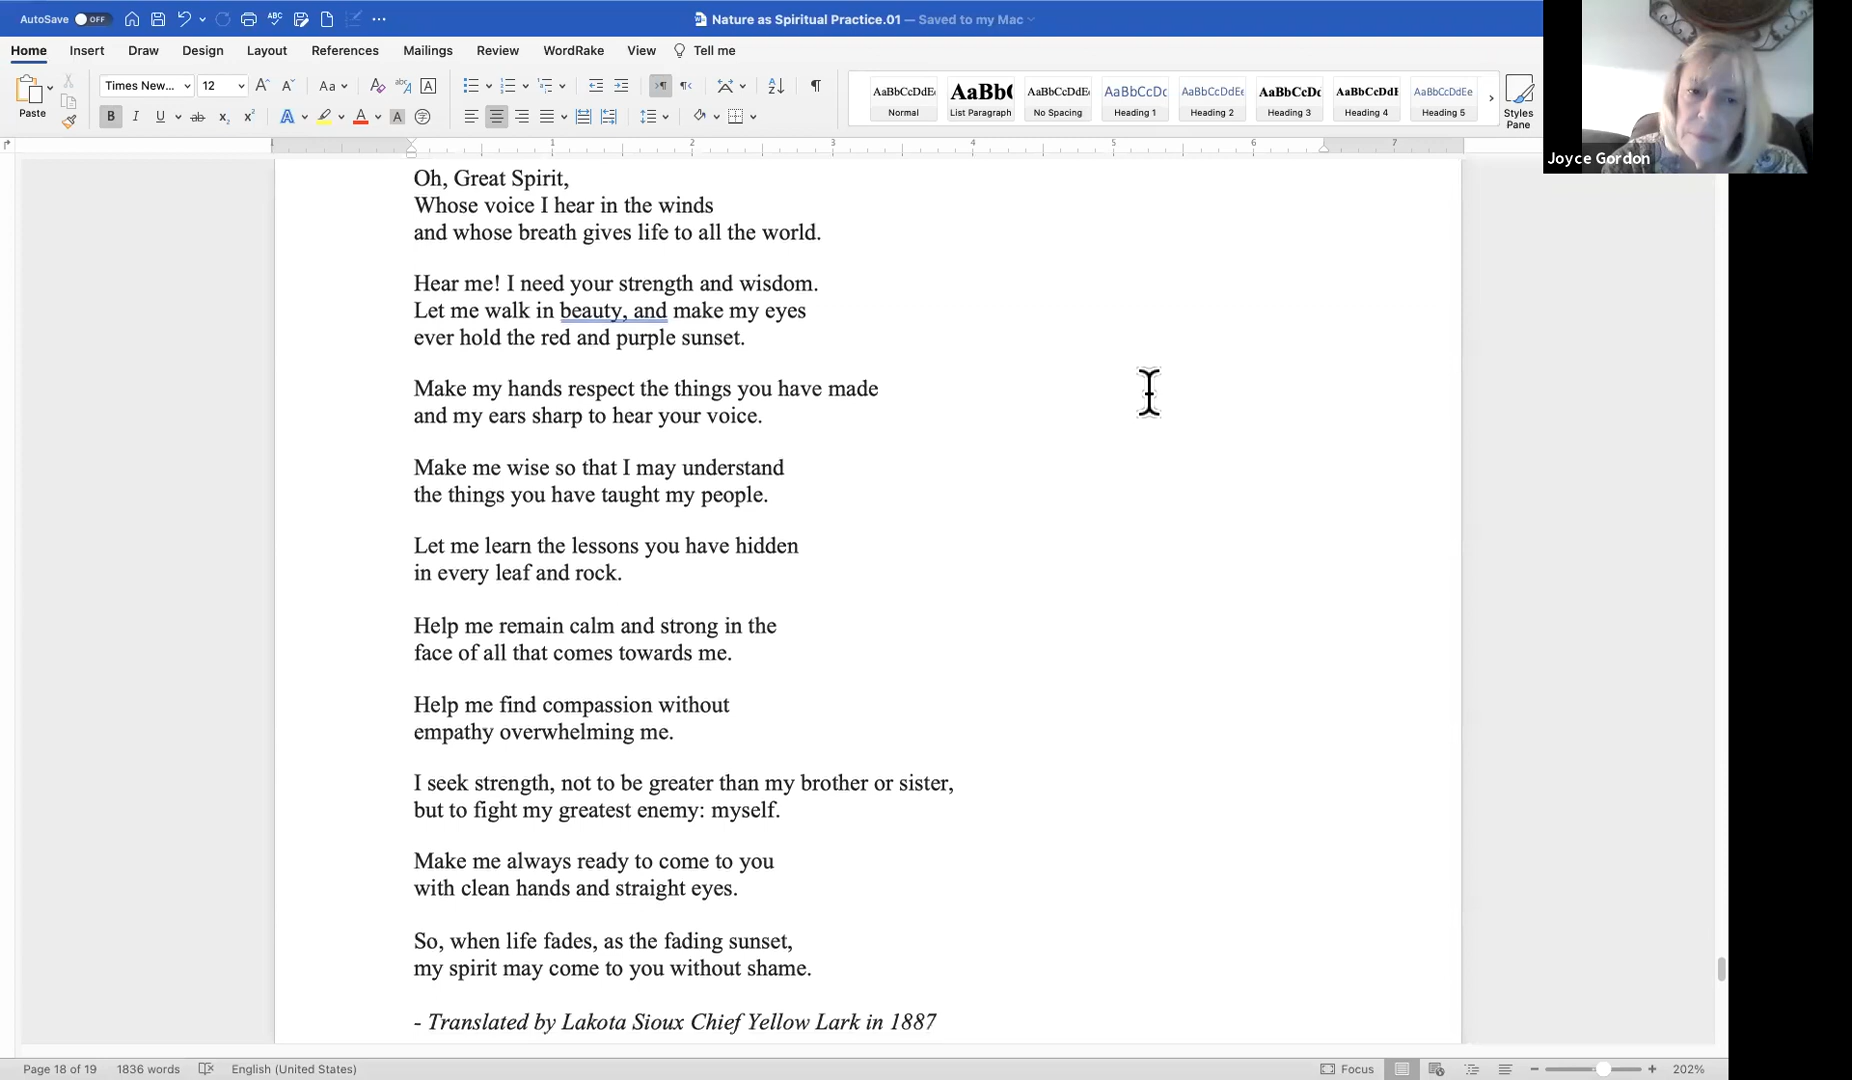 AutoSave OFF
Nature as Spiritual Practice.01 — Saved to my Mac
Home Insert Draw Design Layout References Mailings Review WordRake View Tell me
Paste
Times New... 12
AaBbCcDdEe AaBb( AaBbCcDdEe AaBbCcDc AaBbCcDdEe AaBbCcDc AaBbCcDdE AaBbCcDdEe
Normal List Paragraph No Spacing Heading 1 Heading 2 Heading 3 Heading 4 Heading 5
Styles
Pane
Joyce Gordon
1 1 2 3 4 5 6 7
Oh, Great Spirit,
Whose voice I hear in the winds
and whose breath gives life to all the world.
Hear me! I need your strength and wisdom.
Let me walk in beauty, and make my eyes
ever hold the red and purple sunset.
Make my hands respect the things you have made
and my ears sharp to hear your voice.
Make me wise so that I may understand
the things you have taught my people.
Let me learn the lessons you have hidden
in every leaf and rock.
Help me remain calm and strong in the
face of all that comes towards me.
Help me find compassion without
empathy overwhelming me.
I seek strength, not to be greater than my brother or sister,
but to fight my greatest enemy: myself.
Make me always ready to come to you
with clean hands and straight eyes.
So, when life fades, as the fading sunset,
my spirit may come to you without shame.
- Translated by Lakota Sioux Chief Yellow Lark in 1887
Page 18 of 19 1836 words English (United States) Focus 202%